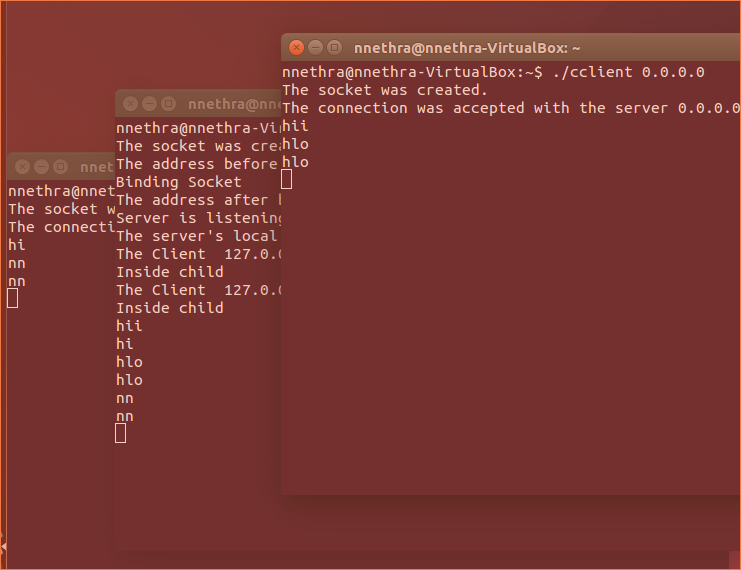 nnethra@nnethra-VirtualBox: ~
nnethra@nnethra-VirtualBox:~$ ./cclient 0.0.0.0
The socket was created.
The connection was accepted with the server 0.0.0.0
hii
hlo
hlo
nnethra@
nnethra@nnethra-Vi
The socket was cre
The address before
Binding Socket
The address after
Server is listening
The server's local
The Client 127.0.0
Inside child
The Client 127.0.0
Inside child
hii
hi
hlo
hlo
nn
nn
nneth
nnethra@nnet
The socket w
The connecti
hi
nn
nn